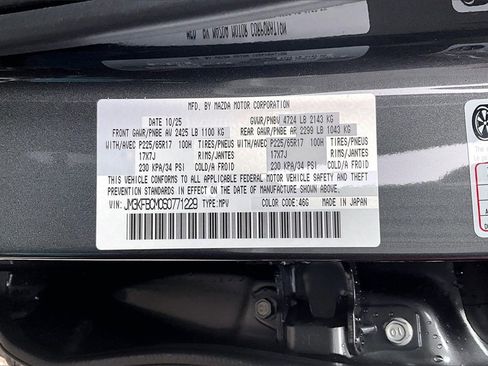 MFD. BY MAZDA MOTOR CORPORATION
DATE 10/25 GVWR/PNBV 4724 LB 2143 KG
FRONT GAWR/PNBE AV 2425 LB 1100 KG REAR GAWR/PNBE AR 2299 LB 1043 KG
WITH/AVEC P225/65R17 100H TIRES/PNEUS WITH/AVEC P225/65R17 100H TIRES/PNEUS
17X7J RIMS/JANTES 17X7J RIMS/JANTES
230 KPA/34 PSI 230 KPA/34 PSI
THIS VEHICLE CONFORMS TO ALL APPLICABLE FEDERAL MOTOR VEHICLE SAFETY AND THEFT
PREVENTION STANDARDS IN EFFECT ON THE DATE OF MANUFACTURE SHOWN ABOVE.
VIN: JM3KFBCM0S0771229 TYPE:MPV COLOR CODE:46G MADE IN JAPAN